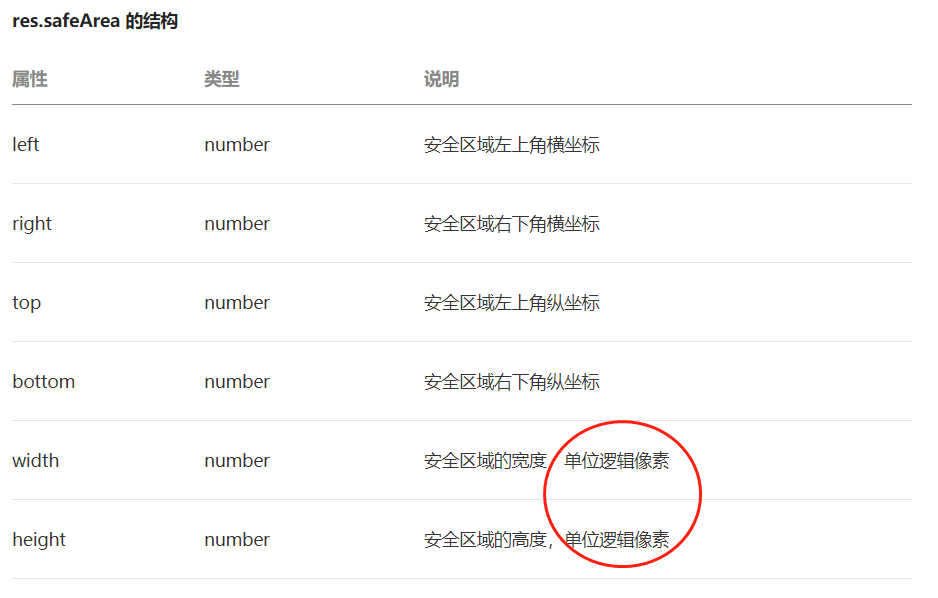 res.safeArea 的结构
属性 类型 说明
left number 安全区域左上角横坐标
right number 安全区域右下角横坐标
top number 安全区域左上角纵坐标
bottom number 安全区域右下角纵坐标
width number 安全区域的宽度，单位逻辑像素
height number 安全区域的高度，单位逻辑像素